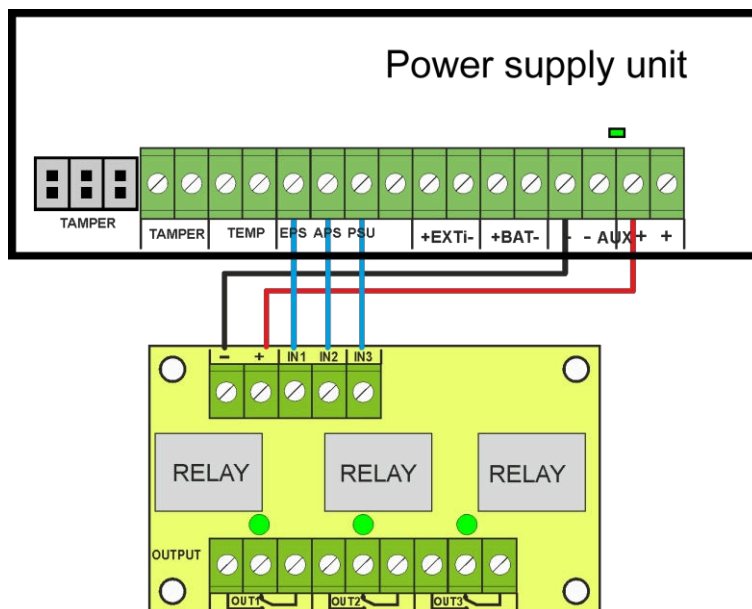 Power supply unit
TAMPER
TAMPER TEMP EPS APS PSU +EXTi- +BAT- - - AUX + +
- + IN1 IN2 IN3
RELAY RELAY RELAY
OUTPUT
OUT1 OUT2 OUT3